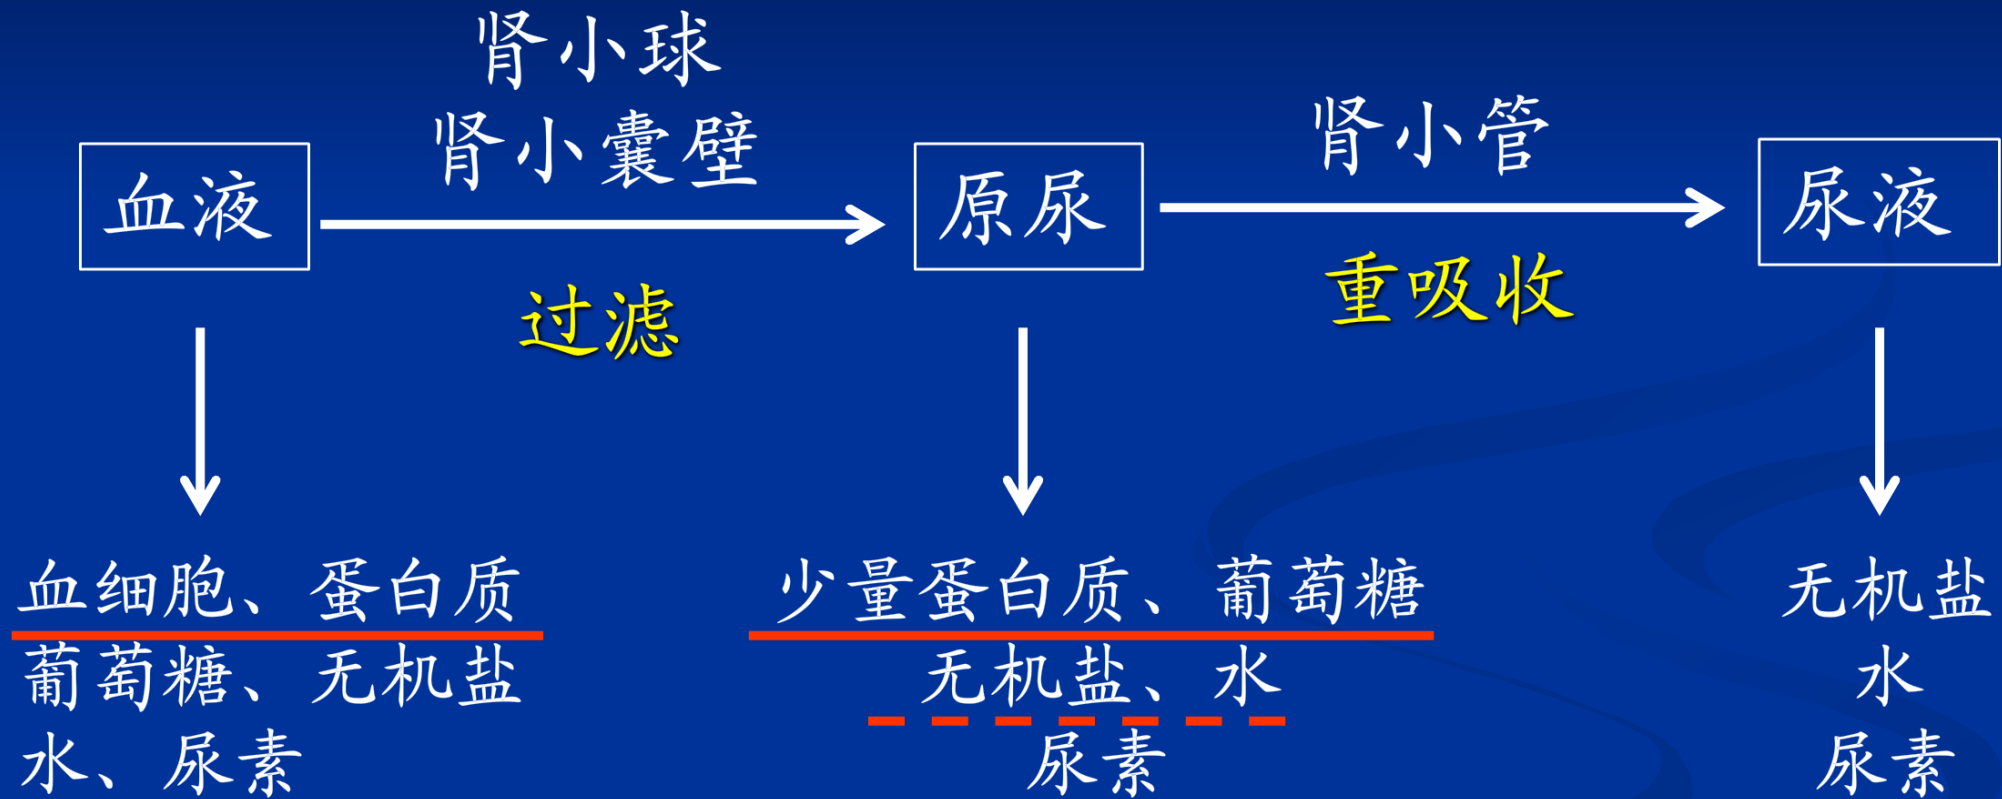 肾小球
肾小囊壁
肾小管
血液
原尿
尿液
过滤
重吸收
血细胞、蛋白质
葡萄糖、无机盐
水、尿素
少量蛋白质、葡萄糖
无机盐、水
尿素
无机盐
水
尿素